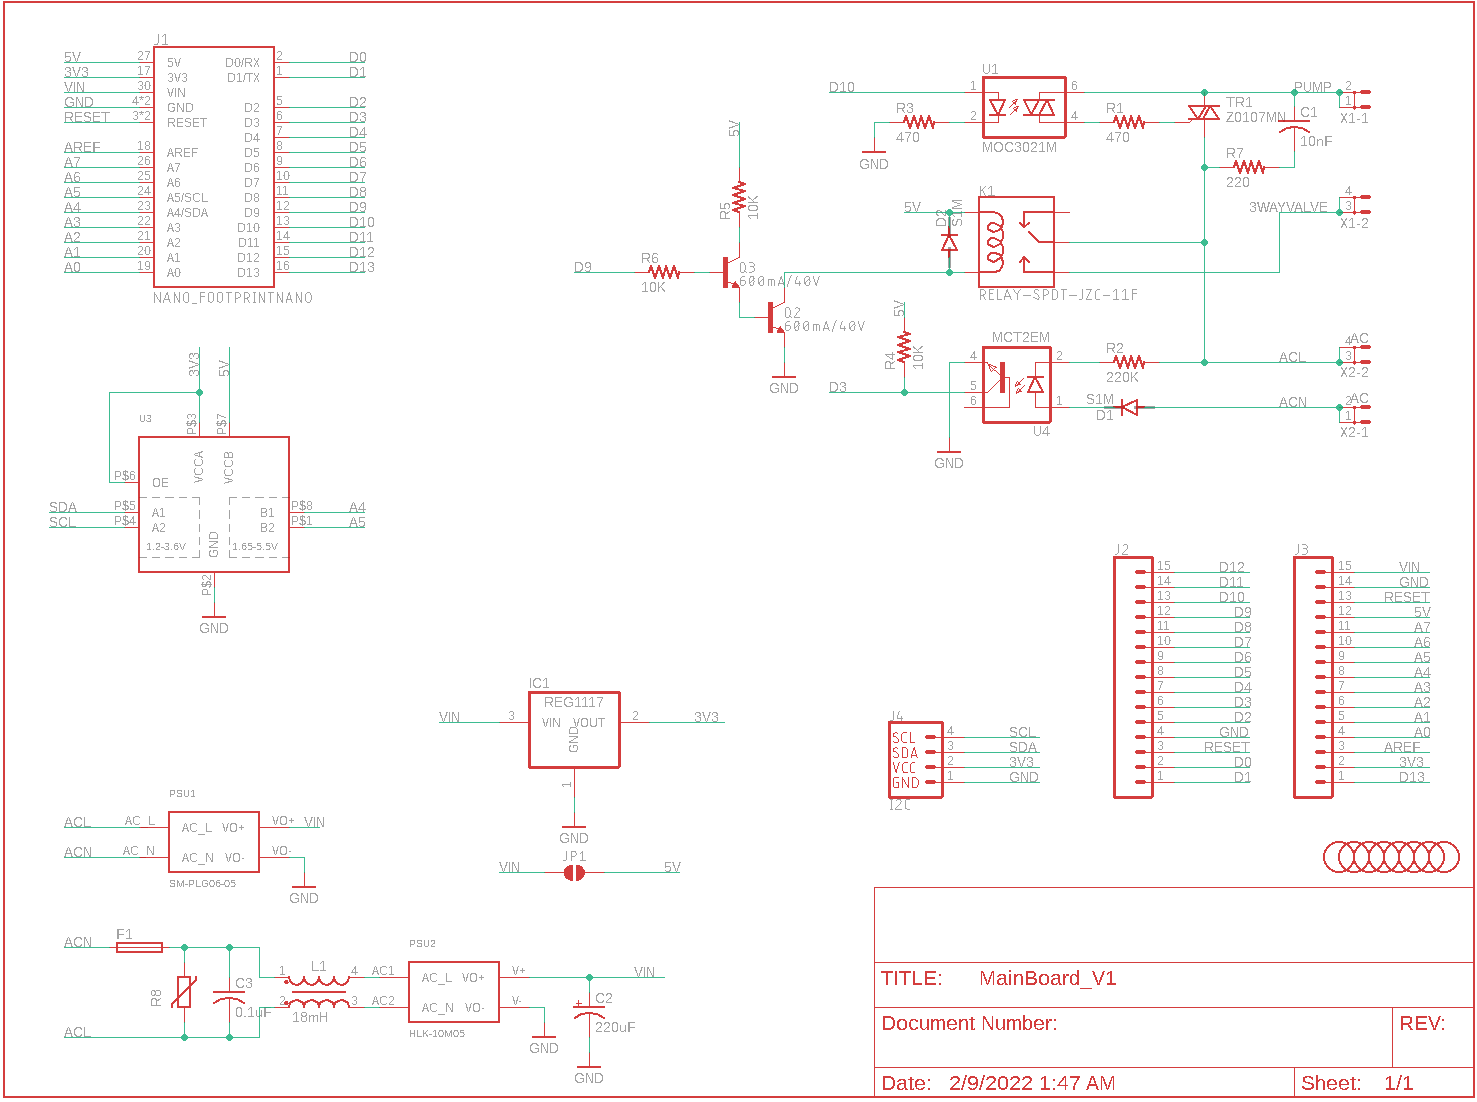 J1
5V 27 5V D0/RX 2 D0
3V3 17 3V3 D1/TX 1 D1
VIN 30 VIN
GND 4*2 GND D2 5 D2
RESET 3*2 RESET D3 6 D3
D4 7 D4
AREF 18 AREF D5 8 D5
A7 26 A7 D6 9 D6
A6 25 A6 D7 10 D7
A5 24 A5/SCL D8 11 D8
A4 23 A4/SDA D9 12 D9
A3 22 A3 D10 13 D10
A2 21 A2 D11 14 D11
A1 20 A1 D12 15 D12
A0 19 A0 D13 16 D13
NANO_FOOTPRINTNANO
U1
D10 1 6
R3 2 4 R1
470 470
GND
MOC3021M
PUMP 2
1
X1-1
TR1
Z0107MN
C1
10nF
R7
220
5V
R5
10K
D9 R6
10K
Q3
600mA/40V
Q2
600mA/40V
GND
K1
5V
D2
S1M
RELAY-SPDT-JZC-11F
4
3WAYVALVE 3
X1-2
5V
R4
10K
D3
MCT2EM
4 2
5
6 1
U4
GND
R2
220K
S1M
D1
ACL
4 AC
3
X2-2
ACN
2 AC
1
X2-1
3V3 5V
U3
P$3 P$7
VCCA VCCB
P$6 OE
SDA P$5 A1 B1 P$8 A4
SCL P$4 A2 B2 P$1 A5
1.2-3.6V GND 1.65-5.5V
P$2
GND
IC1
REG1117
VIN 3 VIN VOUT 2 3V3
GND
1
GND
JP1
VIN 5V
J4
SCL 4 SCL
SDA 3 SDA
VCC 2 3V3
GND 1 GND
I2C
J2
15 D12
14 D11
13 D10
12 D9
11 D8
10 D7
9 D6
8 D5
7 D4
6 D3
5 D2
4 GND
3 RESET
2 D0
1 D1
J3
15 VIN
14 GND
13 RESET
12 5V
11 A7
10 A6
9 A5
8 A4
7 A3
6 A2
5 A1
4 A0
3 AREF
2 3V3
1 D13
PSU1
ACL AC_L AC_L VO+ VO+ VIN
ACN AC_N AC_N VO- VO-
SM-PLG06-05
GND
ACN F1
R8
C3
0.1uF
ACL
L1
1 4
2 3
18mH
PSU2
AC1 AC_L VO+ V+ VIN
AC2 AC_N VO- V-
HLK-10M05
GND
C2
+
220uF
GND
TITLE: MainBoard_V1
Document Number: REV:
Date: 2/9/2022 1:47 AM Sheet: 1/1